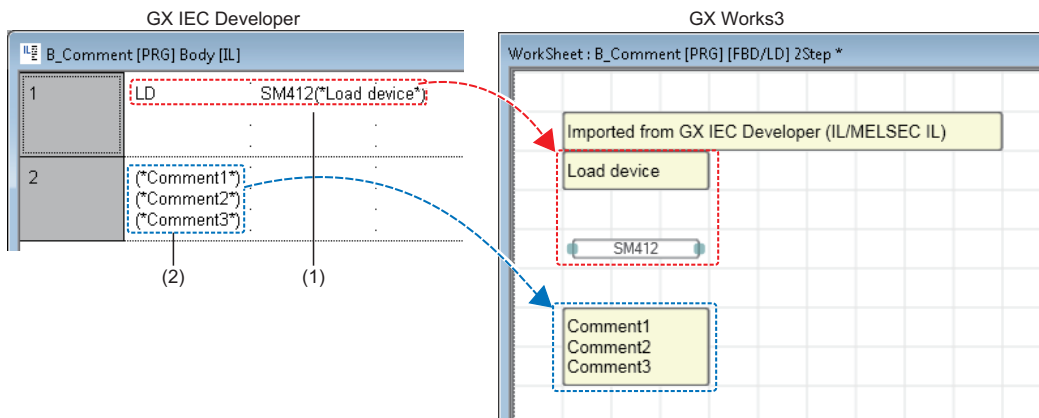 GX IEC Developer
B_Comment [PRG] Body [IL]
1
LD SM412(*Load device*)
2
(*Comment1*)
(*Comment2*)
(*Comment3*)
(2)
(1)
GX Works3
WorkSheet : B_Comment [PRG] [FBD/LD] 2Step *
Imported from GX IEC Developer (IL/MELSEC IL)
Load device
SM412
Comment1
Comment2
Comment3